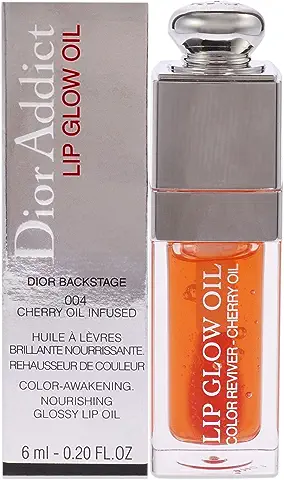 Dior Addict
LIP GLOW OIL
DIOR BACKSTAGE
004
CHERRY OIL INFUSED
HUILE À LÈVRES
BRILLANTE NOURRISSANTE.
REHAUSSEUR DE COULEUR
COLOR-AWAKENING.
NOURISHING
GLOSSY LIP OIL
6 ml - 0.20 FL.OZ
LIP GLOW OIL
COLOR REVIVER - CHERRY OIL